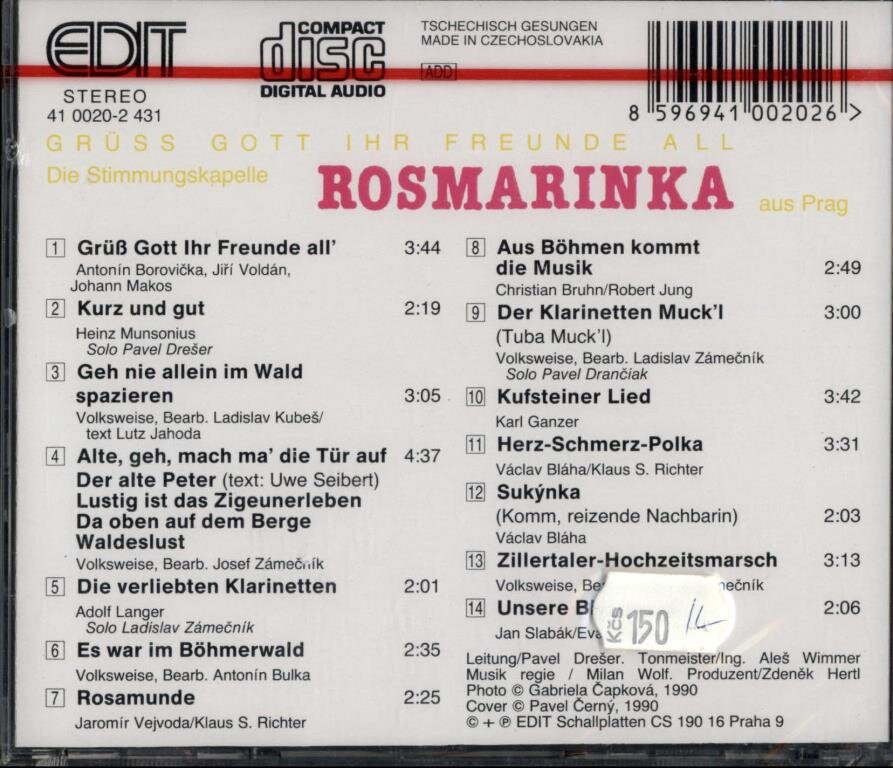 EDIT
STEREO
41 0020-2 431
COMPACT
disc
DIGITAL AUDIO
TSCHECHISCH GESUNGEN
MADE IN CZECHOSLOVAKIA
ADD
8 596941 002026 >
GRÜSS GOTT IHR FREUNDE ALL
Die Stimmungskapelle ROSMARINKA aus Prag
1 Grüß Gott Ihr Freunde all’ 3:44
Antonín Borovička, Jiří Voldán,
Johann Makos
2 Kurz und gut 2:19
Heinz Munsonius
Solo Pavel Drešer
3 Geh nie allein im Wald
spazieren 3:05
Volksweise, Bearb. Ladislav Kubeš/
text Lutz Jahoda
4 Alte, geh, mach ma’ die Tür auf 4:37
Der alte Peter (text: Uwe Seibert)
Lustig ist das Zigeunerleben
Da oben auf dem Berge
Waldeslust
Volksweise, Bearb. Josef Zámečník
5 Die verliebten Klarinetten 2:01
Adolf Langer
Solo Ladislav Zámečník
6 Es war im Böhmerwald 2:35
Volksweise, Bearb. Antonín Bulka
7 Rosamunde 2:25
Jaromír Vejvoda/Klaus S. Richter
8 Aus Böhmen kommt
die Musik 2:49
Christian Bruhn/Robert Jung
9 Der Klarinetten Muck’l 3:00
(Tuba Muck’l)
Volksweise, Bearb. Ladislav Zámečník
Solo Pavel Drančiak
10 Kufsteiner Lied 3:42
Karl Ganzer
11 Herz-Schmerz-Polka 3:31
Václav Bláha/Klaus S. Richter
12 Sukýnka
(Komm, reizende Nachbarin) 2:03
Václav Bláha
13 Zillertaler-Hochzeitsmarsch 3:13
Volksweise,
14 Unsere 2:06
Jan Slabák/
Kčs 150
Leitung/Pavel Drešer. Tonmeister/Ing. Aleš Wimmer
Musik regie / Milan Wolf. Produzent/Zdeněk Hertl
Photo © Gabriela Čapková, 1990
Cover © Pavel Černý, 1990
© + ℗ EDIT Schallplatten CS 190 16 Praha 9